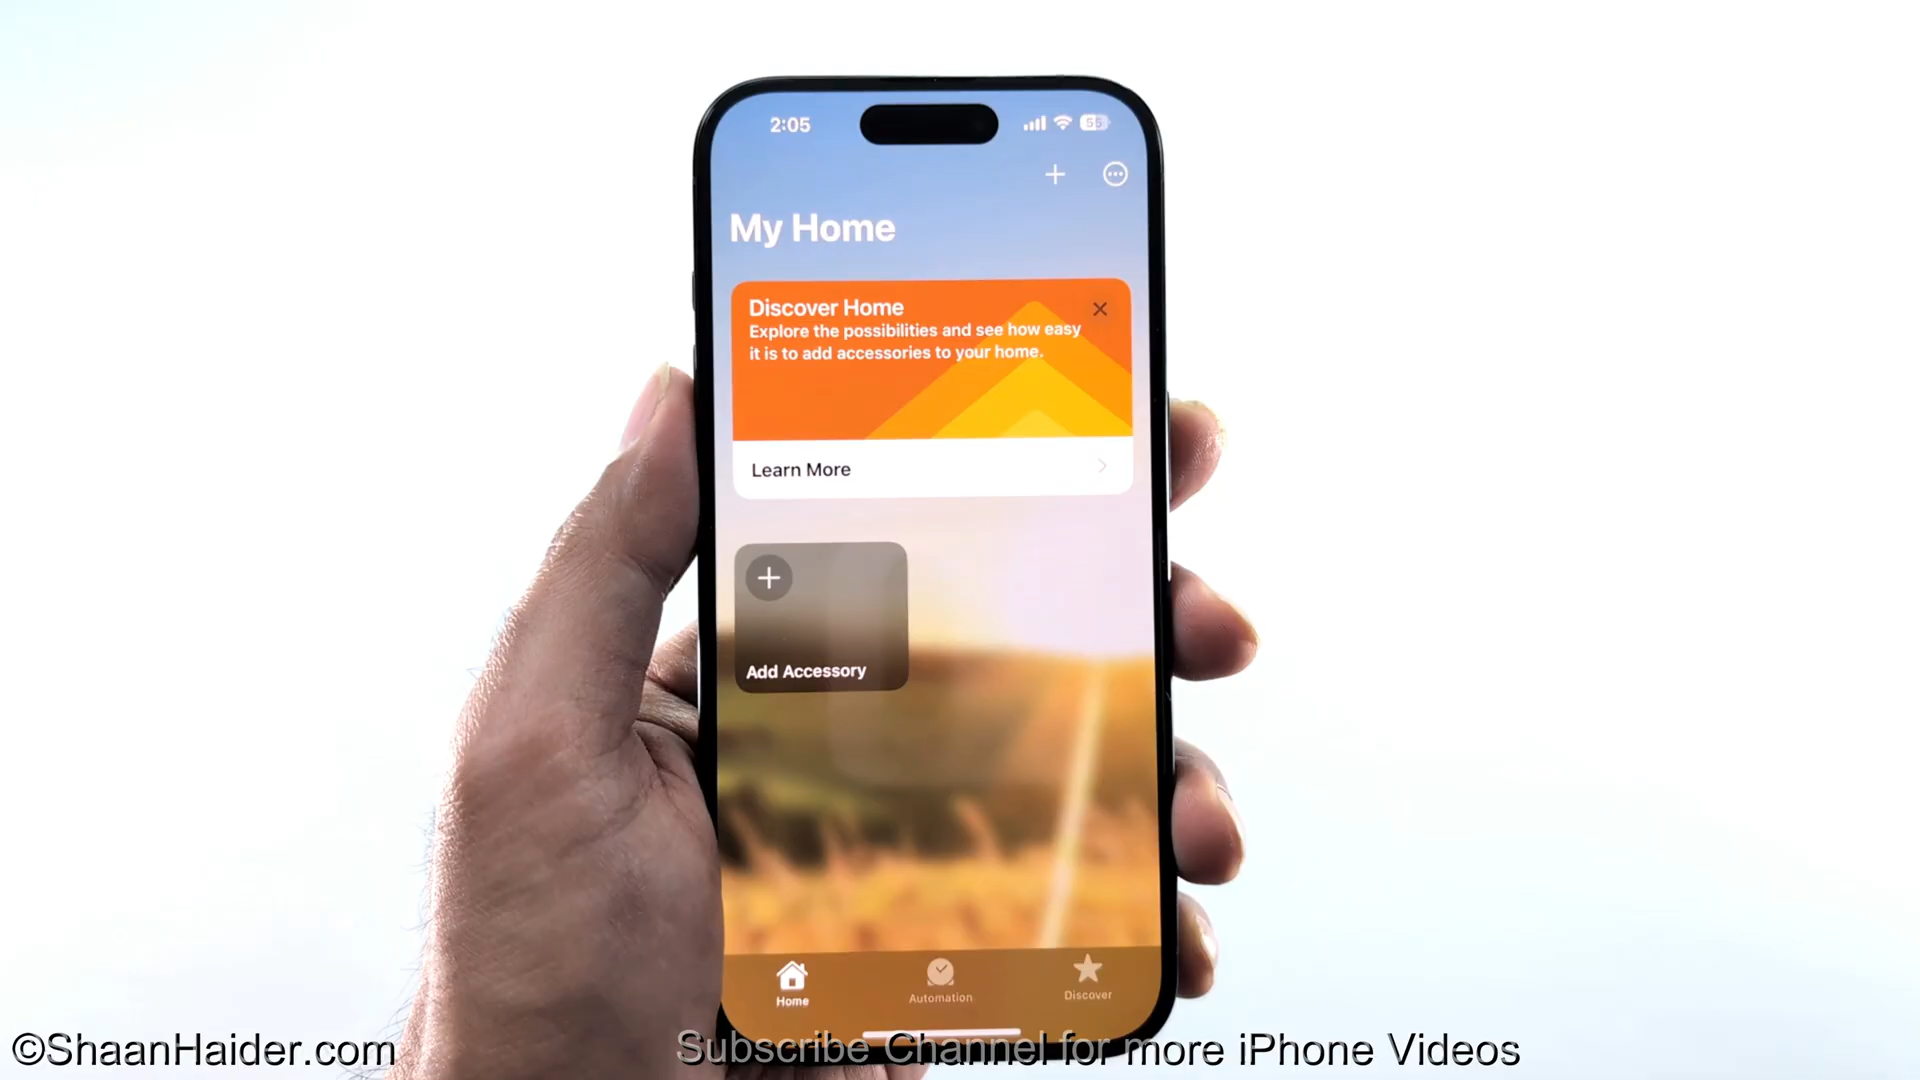 2:05
55
My Home
Discover Home
Explore the possibilities and see how easy
it is to add accessories to your home.
Learn More
Add Accessory
Home
Automation
Discover
©ShaanHaider.com
Subscribe Channel for more iPhone Videos